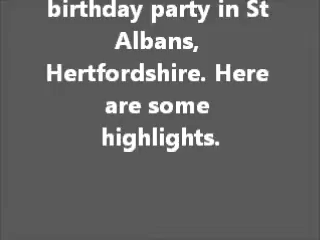 birthday party in St
Albans,
Hertfordshire. Here
are some
highlights.